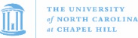 THE UNIVERSITY
of NORTH CAROLINA
at CHAPEL HILL